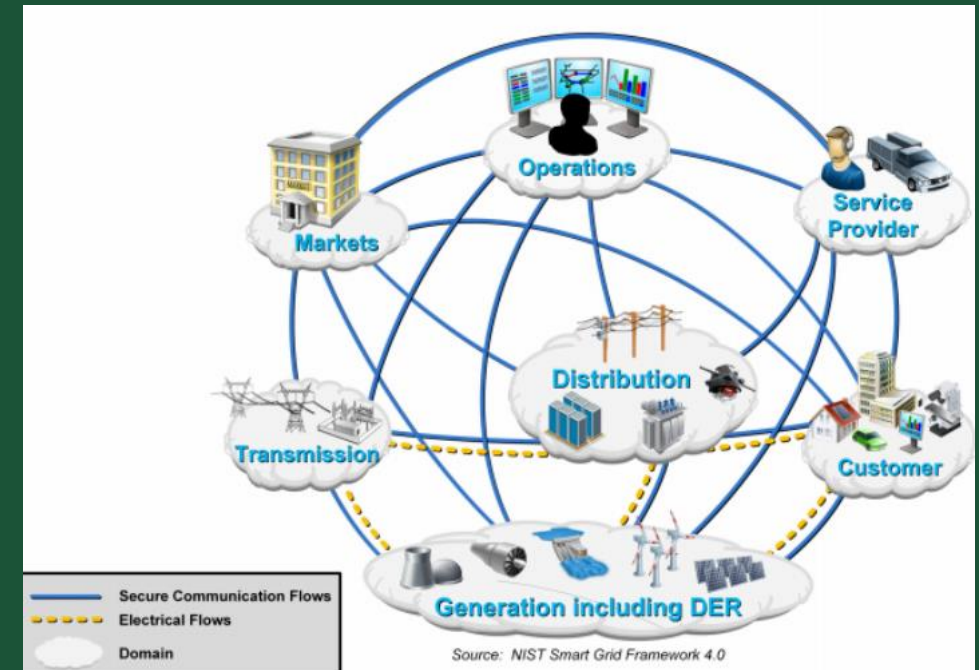 Operations
Service
Provider
MARKET
Markets
Distribution
Transmission
Customer
Generation including DER
Secure Communication Flows
Electrical Flows
Domain
Source: NIST Smart Grid Framework 4.0